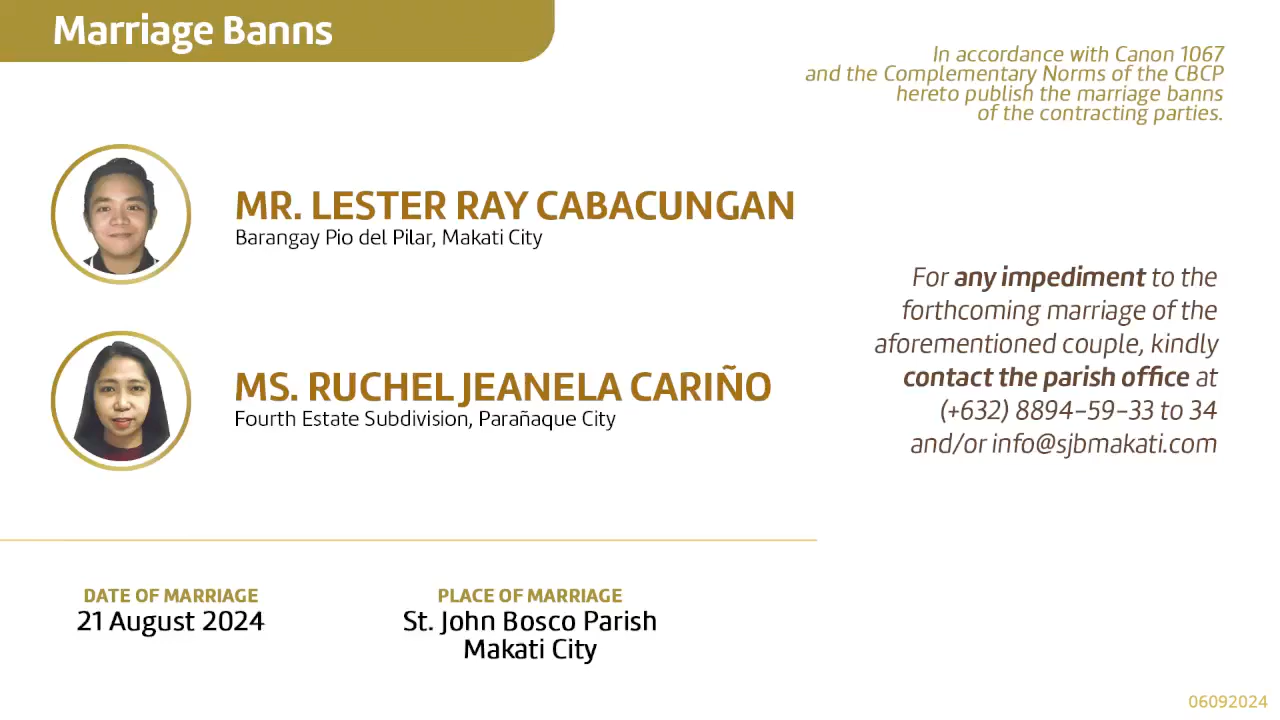 Marriage Banns
In accordance with Canon 1067
and the Complementary Norms of the CBCP
hereto publish the marriage banns
of the contracting parties.
MR. LESTER RAY CABACUNGAN
Barangay Pio del Pilar, Makati City
MS. RUCHEL JEANELA CARIÑO
Fourth Estate Subdivision, Parañaque City
For any impediment to the
forthcoming marriage of the
aforementioned couple, kindly
contact the parish office at
(+632) 8894-59-33 to 34
and/or info@sjbmakati.com
DATE OF MARRIAGE
21 August 2024
PLACE OF MARRIAGE
St. John Bosco Parish
Makati City
06092024